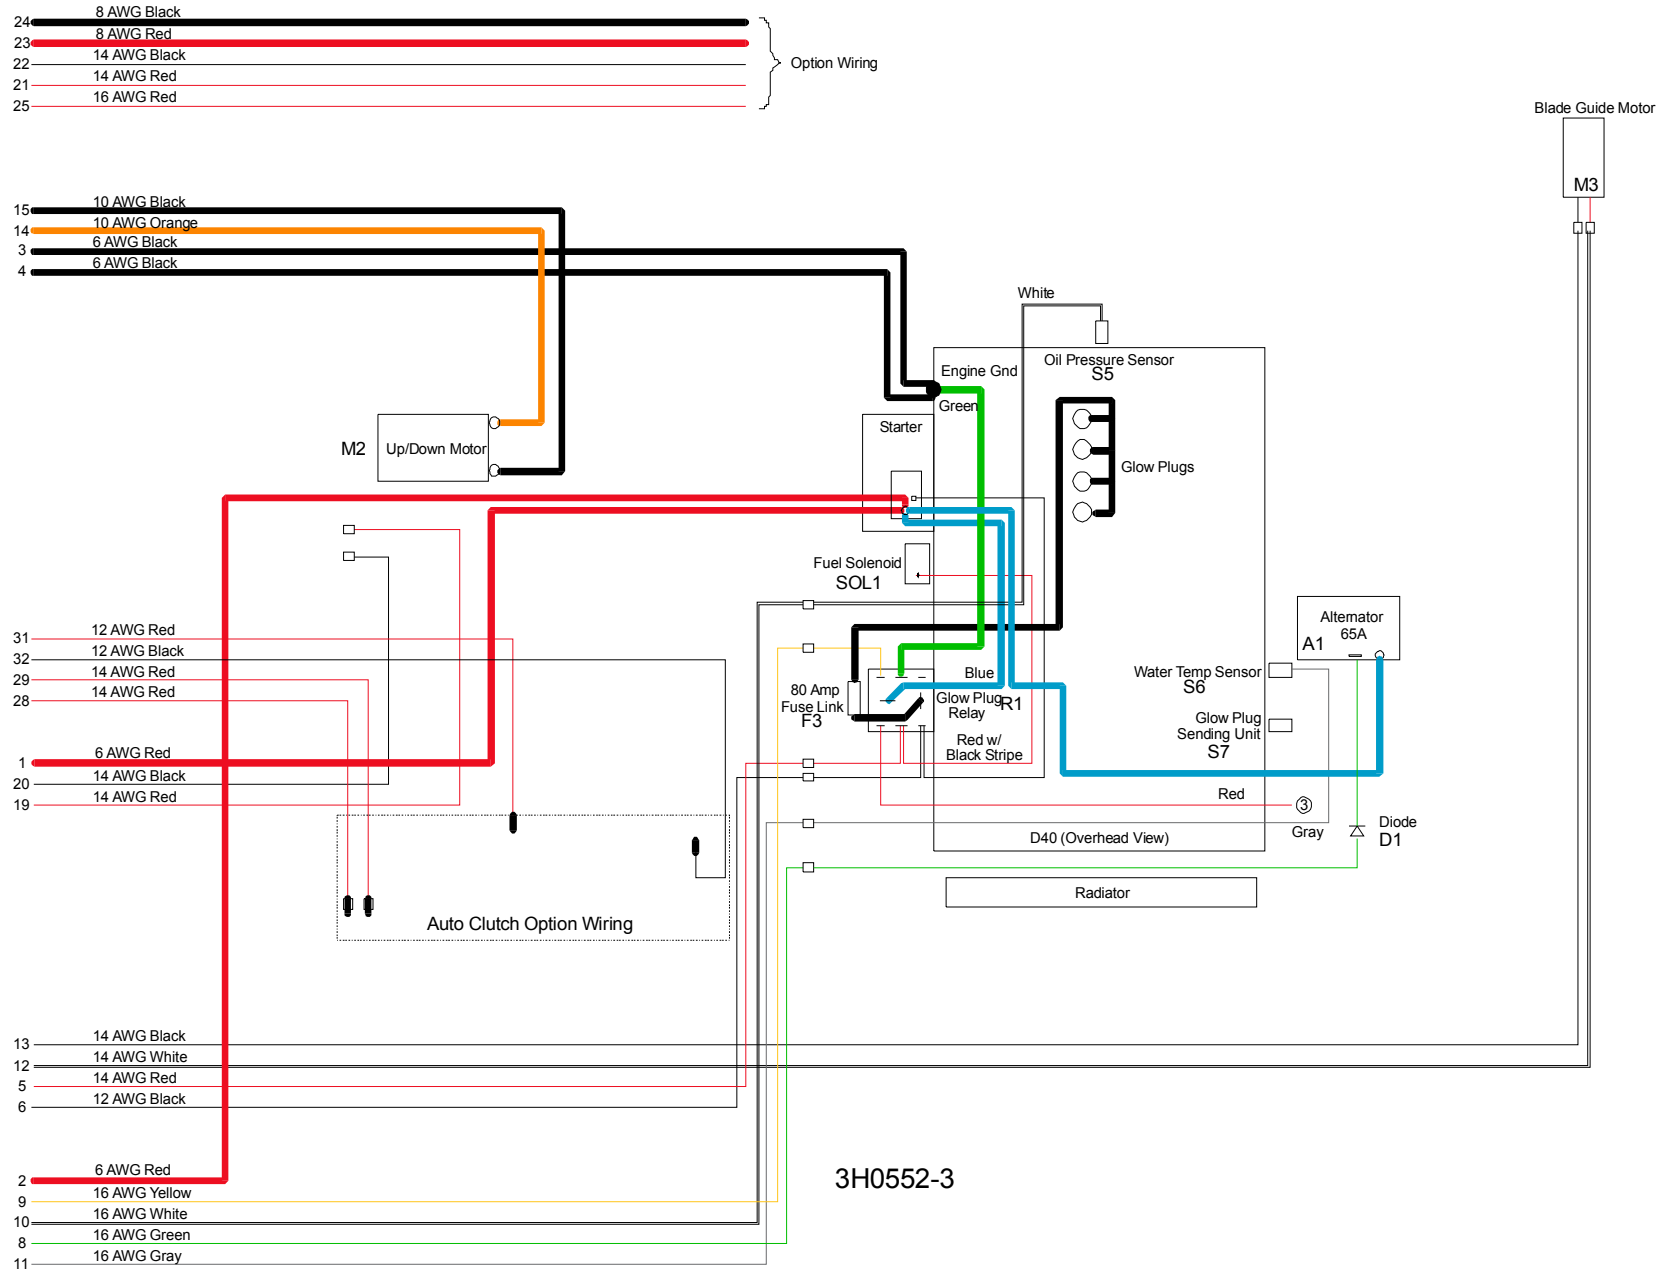 8 AWG Black
24
8 AWG Red
23
14 AWG Black
22
Option Wiring
14 AWG Red
21
16 AWG Red
25
Blade Guide Motor
M3
10 AWG Black
15
10 AWG Orange
14
6 AWG Black
3
6 AWG Black
4
White
Oil Pressure Sensor
S5
Engine Gnd
Green
Starter
M2
Up/Down Motor
Glow Plugs
Fuel Solenoid
SOL1
Alternator
65A
A1
12 AWG Red
31
12 AWG Black
32
14 AWG Red
29
14 AWG Red
28
Water Temp Sensor
S6
Blue
80 Amp
Fuse Link
F3
Glow Plug
Relay
R1
Glow Plug
Sending Unit
S7
Red w/
Black Stripe
6 AWG Red
1
14 AWG Black
20
14 AWG Red
19
Red
3
Gray
Diode
D1
D40 (Overhead View)
Radiator
Auto Clutch Option Wiring
14 AWG Black
13
14 AWG White
12
14 AWG Red
5
12 AWG Black
6
6 AWG Red
2
3H0552-3
16 AWG Yellow
9
16 AWG White
10
16 AWG Green
8
16 AWG Gray
11